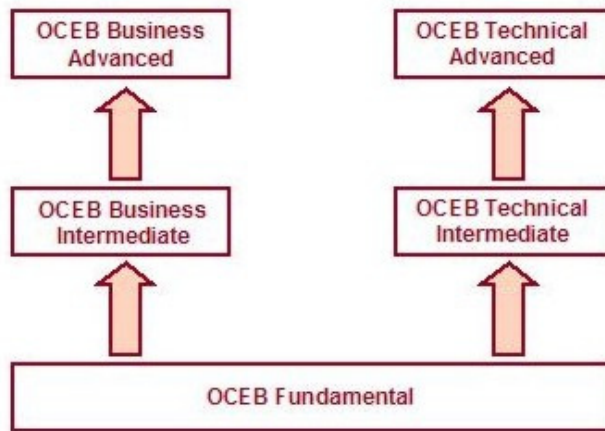 OCEB Business
Advanced
OCEB Technical
Advanced
OCEB Business
Intermediate
OCEB Technical
Intermediate
OCEB Fundamental